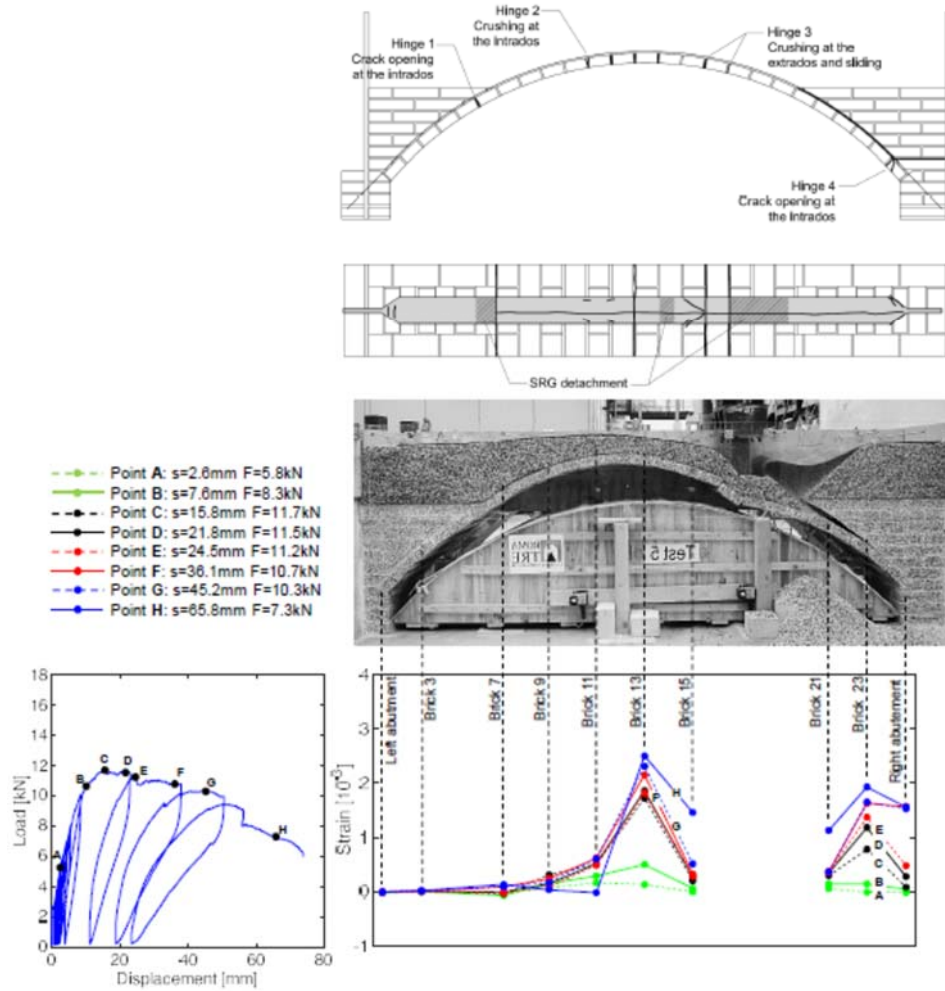 Hinge 2
Crushing at
the intrados
Hinge 1
Crack opening
at the intrados
Hinge 3
Crushing at the
extrados and sliding
Hinge 4
Crack opening at
the Intrados
SRG detachment
Test 5
Point A: s=2.6mm F=5.8kN
Point B: s=7.6mm F=8.3kN
Point C: s=15.8mm F=11.7kN
Point D: s=21.8mm F=11.5kN
Point E: s=24.5mm F=11.2kN
Point F: s=36.1mm F=10.7kN
Point G: s=45.2mm F=10.3kN
Point H: s=65.8mm F=7.3kN
18
16
14
12
10
8
6
4
2
0
Load [kN]
A
B
C
D
E
F
G
H
0
20
40
60
80
Displacement [mm]
4
3
2
1
0
-1
Strain [10⁻³]
Left abutment
Brick 3
Brick 7
Brick 9
Brick 11
Brick 13
Brick 15
Brick 21
Brick 23
Right abutement
H
F
G
E
D
C
B
A